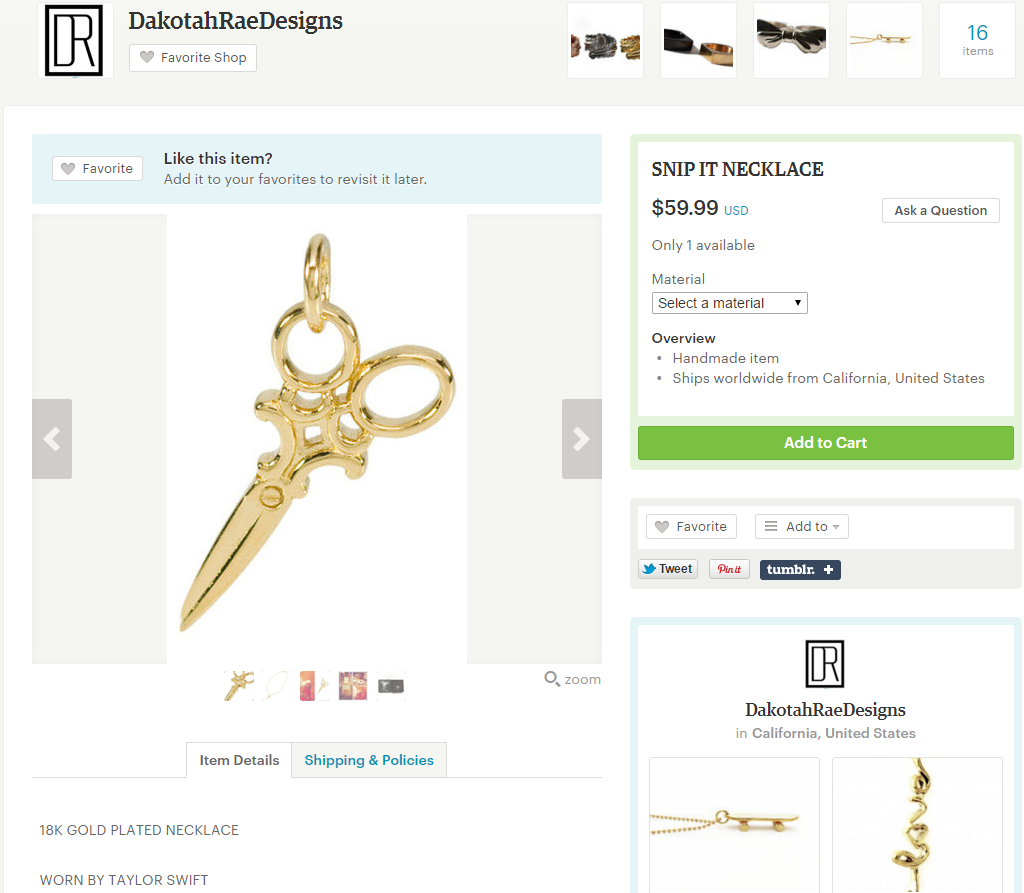 DR
DakotahRaeDesigns
Favorite Shop
16
items
Favorite
Like this item?
Add it to your favorites to revisit it later.
zoom
Item Details
Shipping & Policies
18K GOLD PLATED NECKLACE
WORN BY TAYLOR SWIFT
SNIP IT NECKLACE
$59.99 USD
Ask a Question
Only 1 available
Material
Select a material
Overview
• Handmade item
• Ships worldwide from California, United States
Add to Cart
Favorite
Add to
Tweet
Pin it
tumblr. +
DR
DakotahRaeDesigns
in California, United States